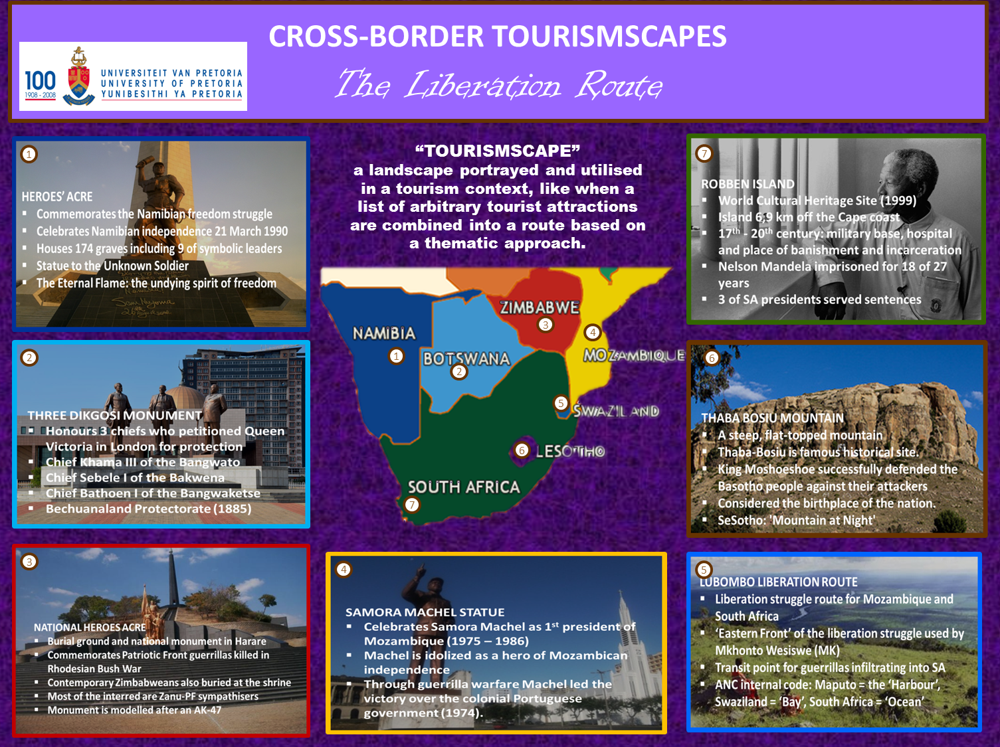 CROSS-BORDER TOURISMSCAPES
The Liberation Route
100
1908 - 2008
UNIVERSITEIT VAN PRETORIA
UNIVERSITY OF PRETORIA
YUNIBESITHI YA PRETORIA
1
HEROES' ACRE
▪ Commemorates the Namibian freedom struggle
▪ Celebrates Namibian independence 21 March 1990
▪ Houses 174 graves including 9 of symbolic leaders
▪ Statue to the Unknown Soldier
▪ The Eternal Flame: the undying spirit of freedom
Sam Nujoma
2
THREE DIKGOSI MONUMENT
▪ Honours 3 chiefs who petitioned Queen
Victoria in London for protection
▪ Chief Khama III of the Bangwato
▪ Chief Sebele I of the Bakwena
▪ Chief Bathoen I of the Bangwaketse
▪ Bechuanaland Protectorate (1885)
3
NATIONAL HEROES ACRE
▪ Burial ground and national monument in Harare
▪ Commemorates Patriotic Front guerrillas killed in
Rhodesian Bush War
▪ Contemporary Zimbabweans also buried at the shrine
▪ Most of the interred are Zanu-PF sympathisers
▪ Monument is modelled after an AK-47
“TOURISMSCAPE”
a landscape portrayed and utilised
in a tourism context, like when a
list of arbitrary tourist attractions
are combined into a route based on
a thematic approach.
ZIMBABWE
3
NAMIBIA
4
1
BOTSWANA
MOZAMBIQUE
2
5
SWAZILAND
6
LESOTHO
SOUTH AFRICA
7
4
SAMORA MACHEL STATUE
▪ Celebrates Samora Machel as 1st president of
Mozambique (1975 – 1986)
▪ Machel is idolized as a hero of Mozambican
independence
▪ Through guerrilla warfare Machel led the
victory over the colonial Portuguese
government (1974).
7
ROBBEN ISLAND
▪ World Cultural Heritage Site (1999)
▪ Island 6,9 km off the Cape coast
▪ 17th - 20th century: military base, hospital
and place of banishment and incarceration
▪ Nelson Mandela imprisoned for 18 of 27
years
▪ 3 of SA presidents served sentences
6
THABA BOSIU MOUNTAIN
▪ A steep, flat-topped mountain
▪ Thaba-Bosiu is famous historical site.
▪ King Moshoeshoe successfully defended the
Basotho people against their attackers
▪ Considered the birthplace of the nation.
▪ SeSotho: 'Mountain at Night'
5
LUBOMBO LIBERATION ROUTE
▪ Liberation struggle route for Mozambique and
South Africa
▪ ‘Eastern Front’ of the liberation struggle used by
Mkhonto Wesiswe (MK)
▪ Transit point for guerrillas infiltrating into SA
▪ ANC internal code: Maputo = the ‘Harbour’,
Swaziland = ‘Bay’, South Africa = ‘Ocean’